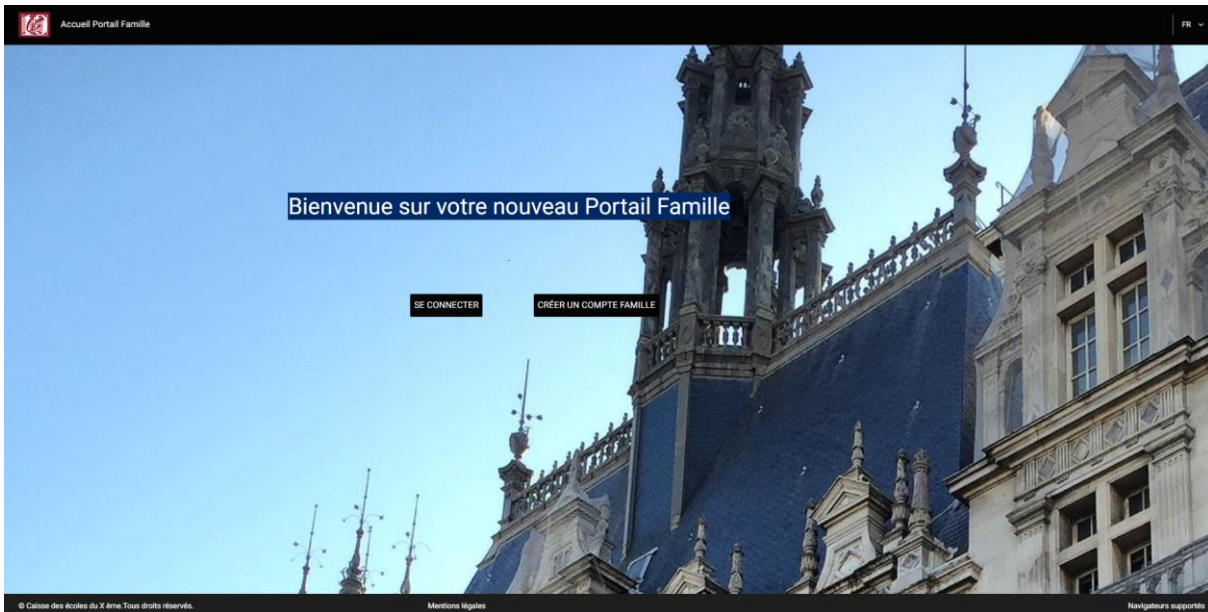 Accueil Portail Famille
FR
Bienvenue sur votre nouveau Portail Famille
SE CONNECTER
CRÉER UN COMPTE FAMILLE
© Caisse des écoles du X ème.Tous droits réservés.
Mentions légales
Navigateurs supportés